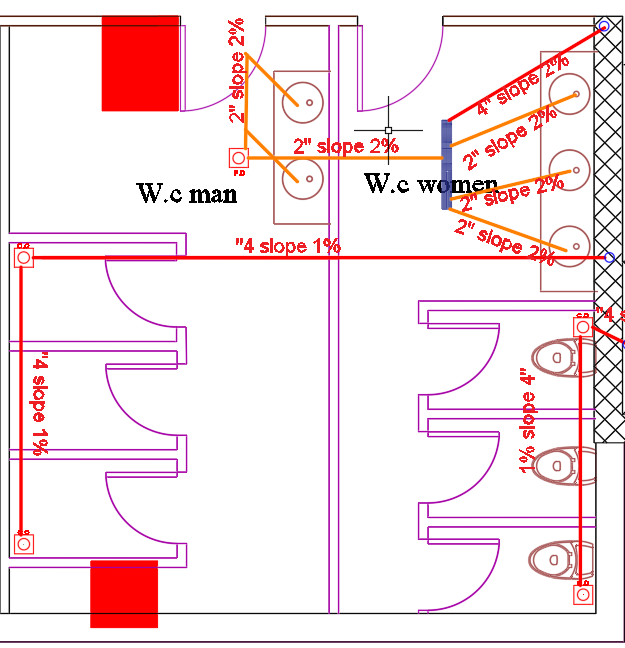 2" slope 2%
4" slope 2%
2" slope 2%
2" slope 2%
F.D
W.c man
W.c women
2" slope 2%
2" slope 2%
"4 slope 1%
C.O
C.O
"4 s
"4 slope 1%
1% slope 4"
C.O
C.O